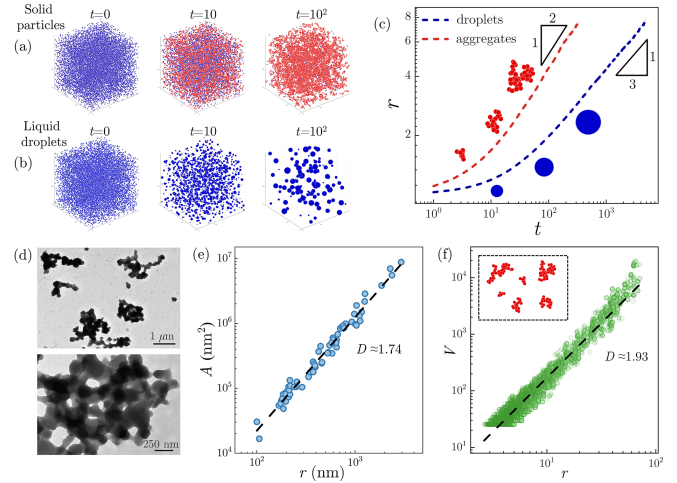 Solid
particles
t=0
t=10
t=10²
(a)
Liquid
droplets
t=0
t=10
t=10²
(b)
(c)
droplets
aggregates
2
1
1
3
8
4
2
r
10⁰
10¹
10²
10³
t
(d)
1 μm
250 nm
(e)
10⁷
10⁶
10⁵
10⁴
A (nm²)
D ≈1.74
10²
10³
r (nm)
(f)
10⁴
10³
10²
10¹
V
D ≈1.93
10¹
10²
r